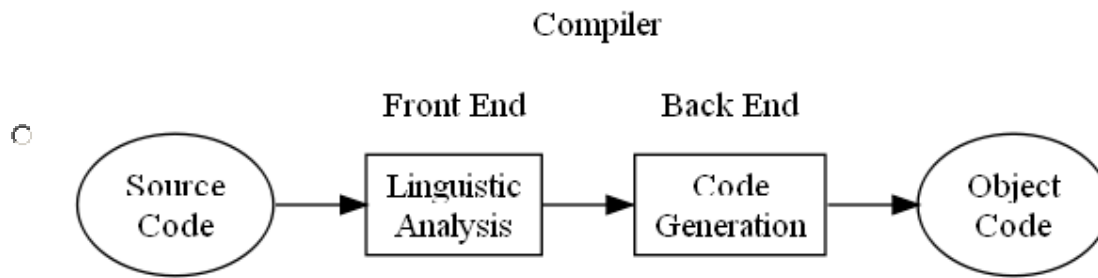 Compiler
Front End
Back End
Source
Code
Linguistic
Analysis
Code
Generation
Object
Code